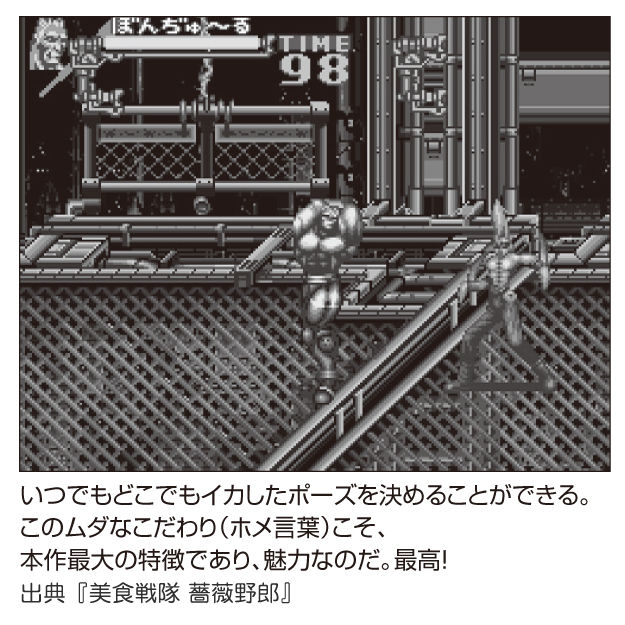 ぼんぢゅ〜る
TIME
98
いつでもどこでもイカしたポーズを決めることができる。
このムダなこだわり（ホメ言葉）こそ、
本作最大の特徴であり、魅力なのだ。最高!
出典『美食戦隊 薔薇野郎』